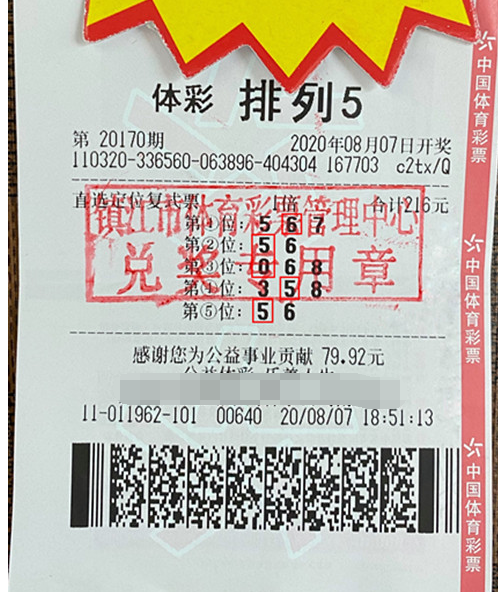 体彩 排列5
第 20170期 2020年08月07日开奖
110320-336560-063896-404304 167703 c2tx/Q
直选定位复式票 1倍 合计216元
镇江市体育彩票管理中心
兑奖专用章
第①位: 5 6 7
第②位: 5 6
第③位: 0 6 8
第④位: 3 5 8
第⑤位: 5 6
感谢您为公益事业贡献 79.92元
11-011962-101 00640 20/08/07 18:51:13
中国体育彩票
中国体育彩票
中国体育彩票